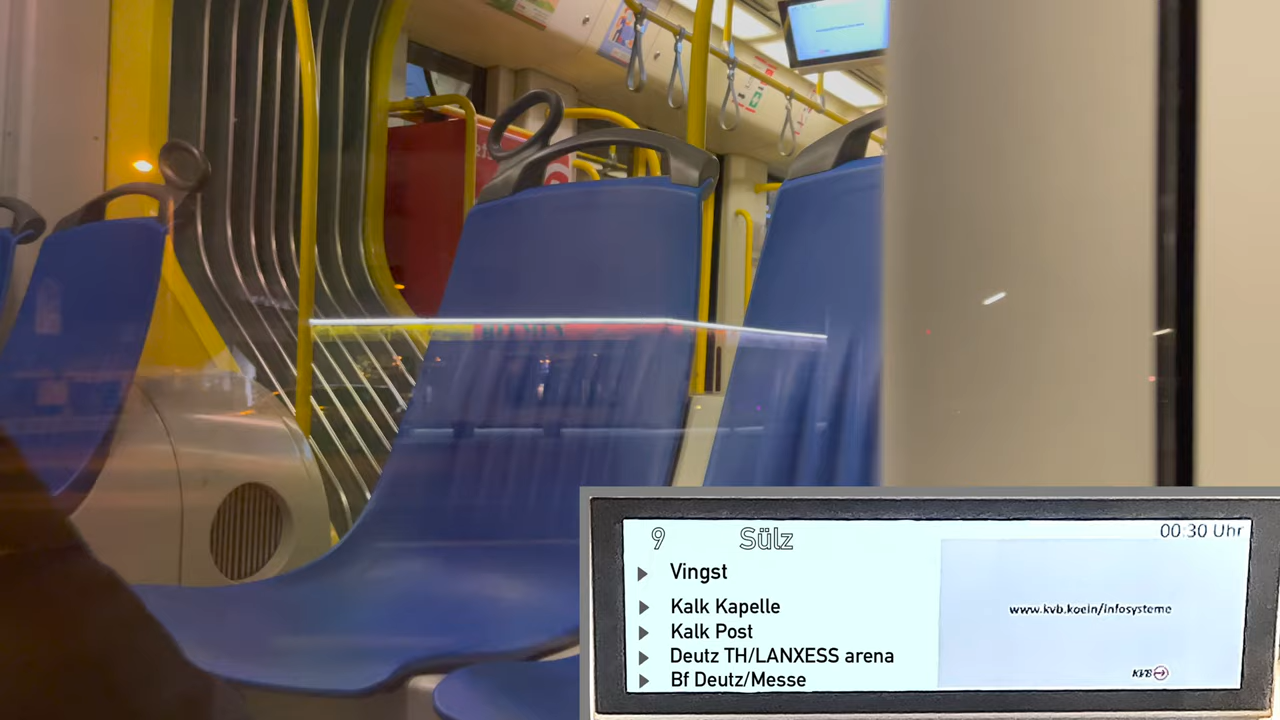 9 Sülz
00:30 Uhr
Vingst
Kalk Kapelle
Kalk Post
Deutz TH/LANXESS arena
Bf Deutz/Messe
www.kvb.koeln/infosysteme
KVB